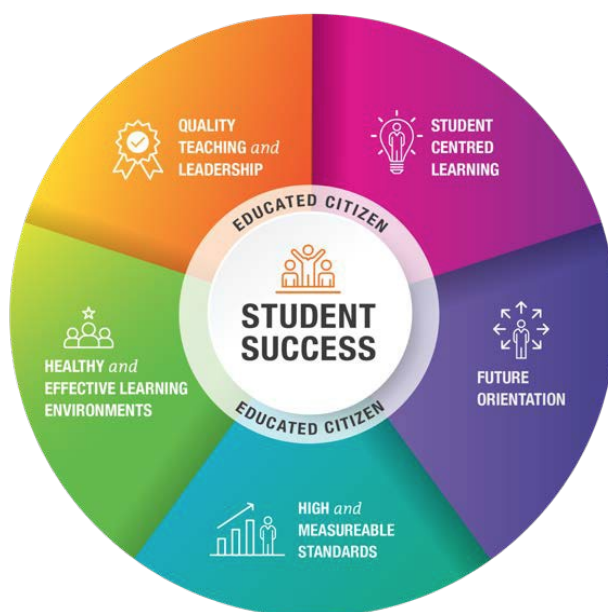 QUALITY
TEACHING and
LEADERSHIP
STUDENT
CENTRED
LEARNING
EDUCATED CITIZEN
STUDENT
SUCCESS
EDUCATED CITIZEN
HEALTHY and
EFFECTIVE LEARNING
ENVIRONMENTS
FUTURE
ORIENTATION
HIGH and
MEASUREABLE
STANDARDS